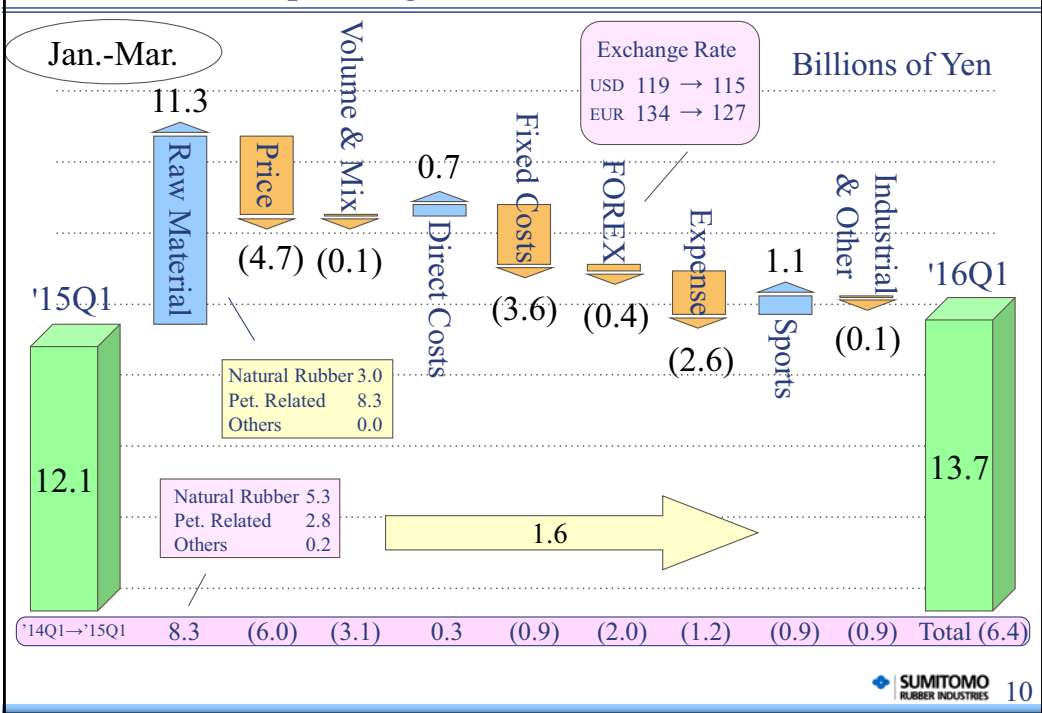 Jan.-Mar.
Billions of Yen
Exchange Rate
USD 119 → 115
EUR 134 → 127
11.3
Raw Material
Price
(4.7)
Volume & Mix
(0.1)
0.7
Direct Costs
Fixed Costs
(3.6)
FOREX
(0.4)
Expense
(2.6)
1.1
Sports
Industrial
& Other
(0.1)
'15Q1
12.1
'16Q1
13.7
Natural Rubber 3.0
Pet. Related 8.3
Others 0.0
Natural Rubber 5.3
Pet. Related 2.8
Others 0.2
1.6
'14Q1→'15Q1 8.3 (6.0) (3.1) 0.3 (0.9) (2.0) (1.2) (0.9) (0.9) Total (6.4)
SUMITOMO
RUBBER INDUSTRIES
10